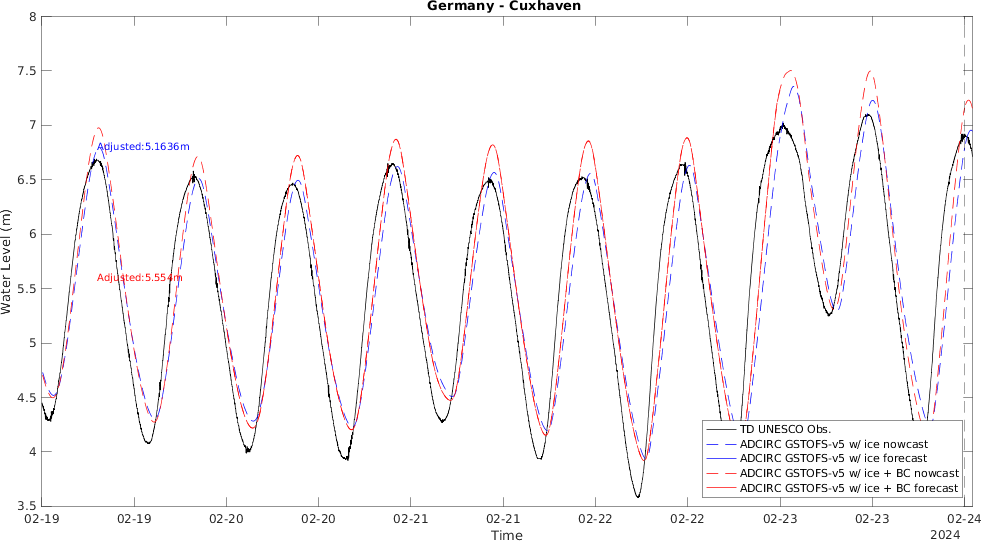 Germany - Cuxhaven
8
7.5
7
6.5
6
5.5
5
4.5
4
3.5
Water Level (m)
Adjusted:5.1636m
Adjusted:5.554m
TD UNESCO Obs.
ADCIRC GSTOFS-v5 w/ ice nowcast
ADCIRC GSTOFS-v5 w/ ice forecast
ADCIRC GSTOFS-v5 w/ ice + BC nowcast
ADCIRC GSTOFS-v5 w/ ice + BC forecast
02-19 02-19 02-20 02-20 02-21 02-21 02-22 02-22 02-23 02-23 02-24
Time
2024